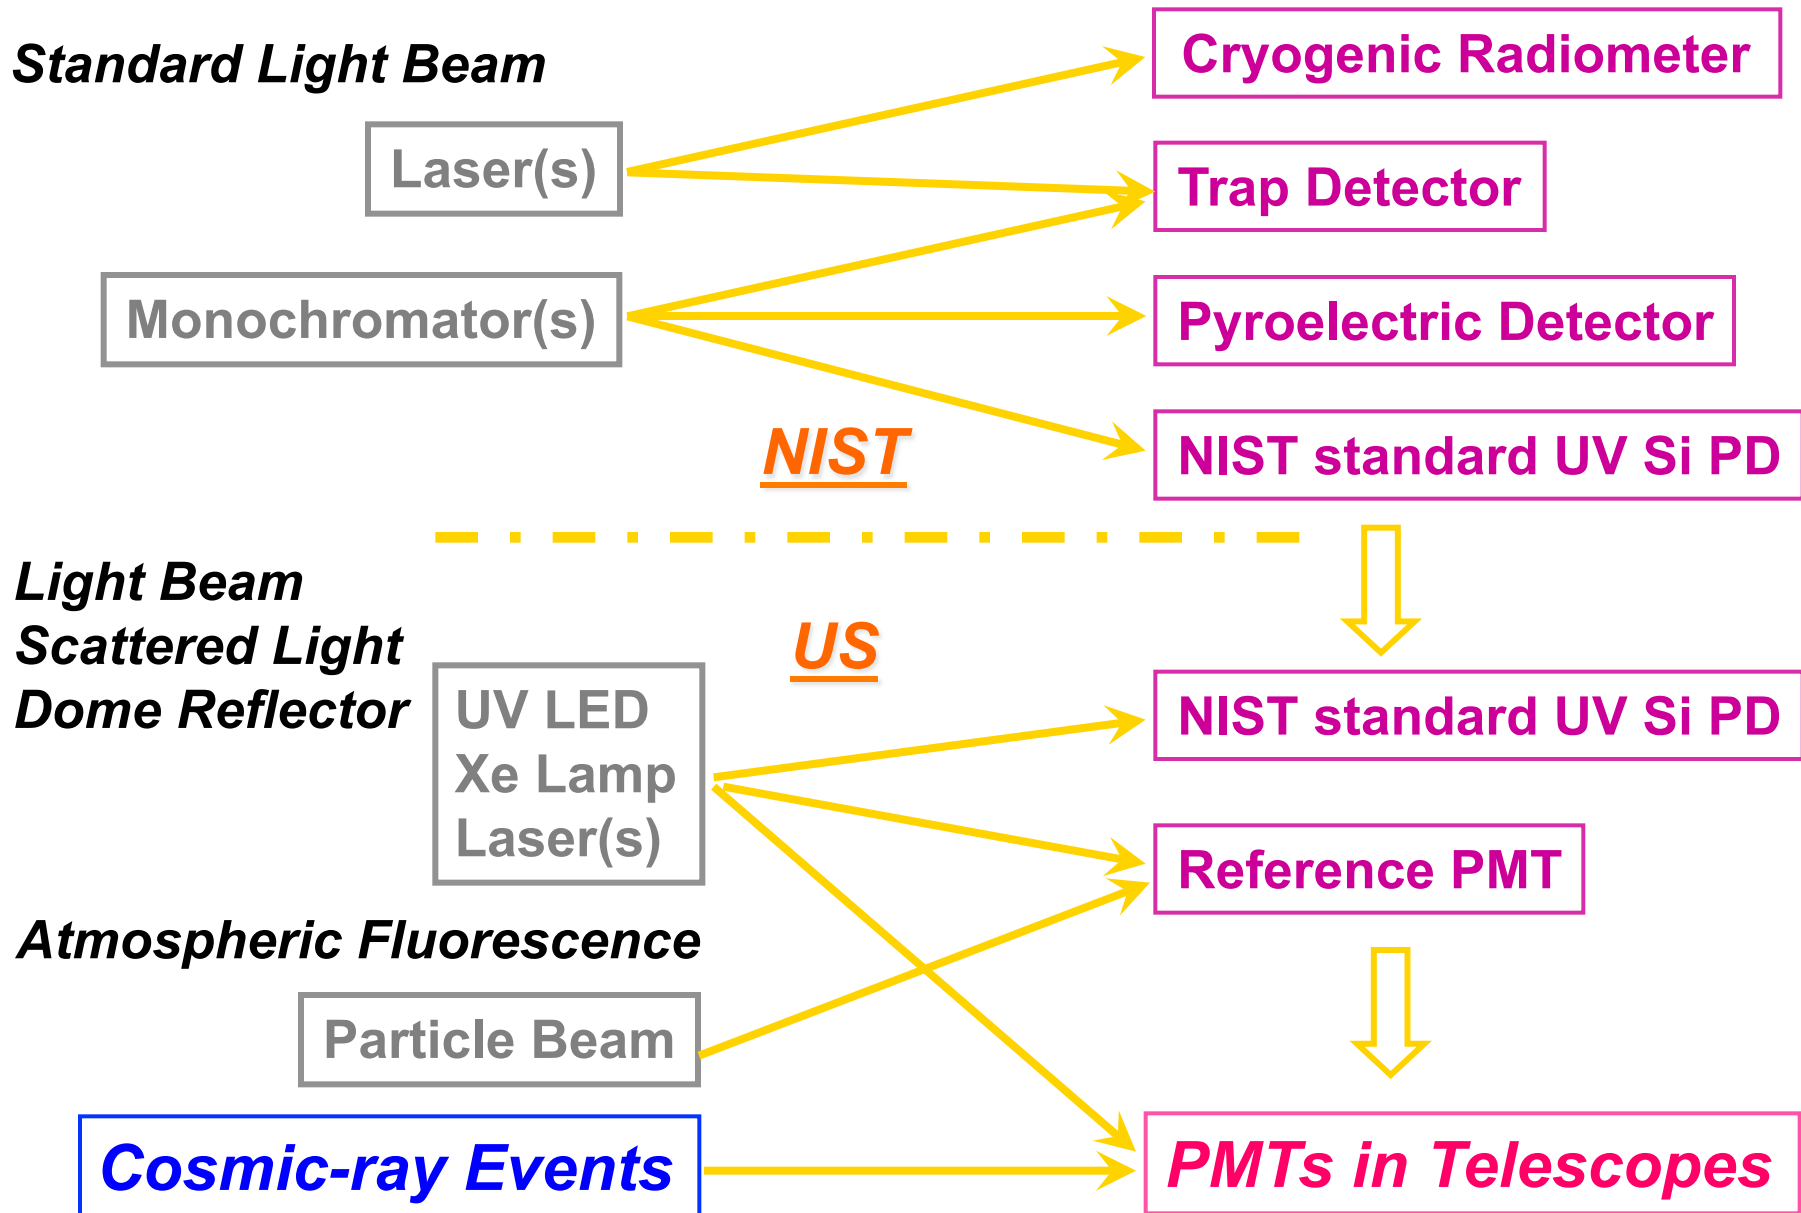 Standard Light Beam
Cryogenic Radiometer
Laser(s)
Trap Detector
Monochromator(s)
Pyroelectric Detector
NIST
NIST standard UV Si PD
Light Beam
Scattered Light
Dome Reflector
US
UV LED
Xe Lamp
Laser(s)
NIST standard UV Si PD
Reference PMT
Atmospheric Fluorescence
Particle Beam
Cosmic-ray Events
PMTs in Telescopes